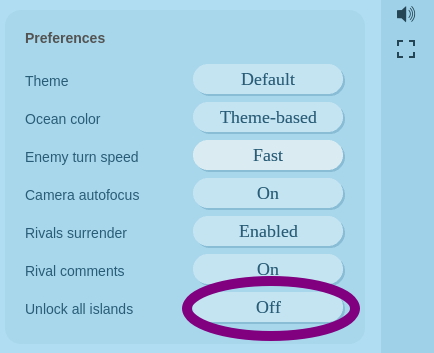 Preferences
Theme Default
Ocean color Theme-based
Enemy turn speed Fast
Camera autofocus On
Rivals surrender Enabled
Rival comments On
Unlock all islands Off